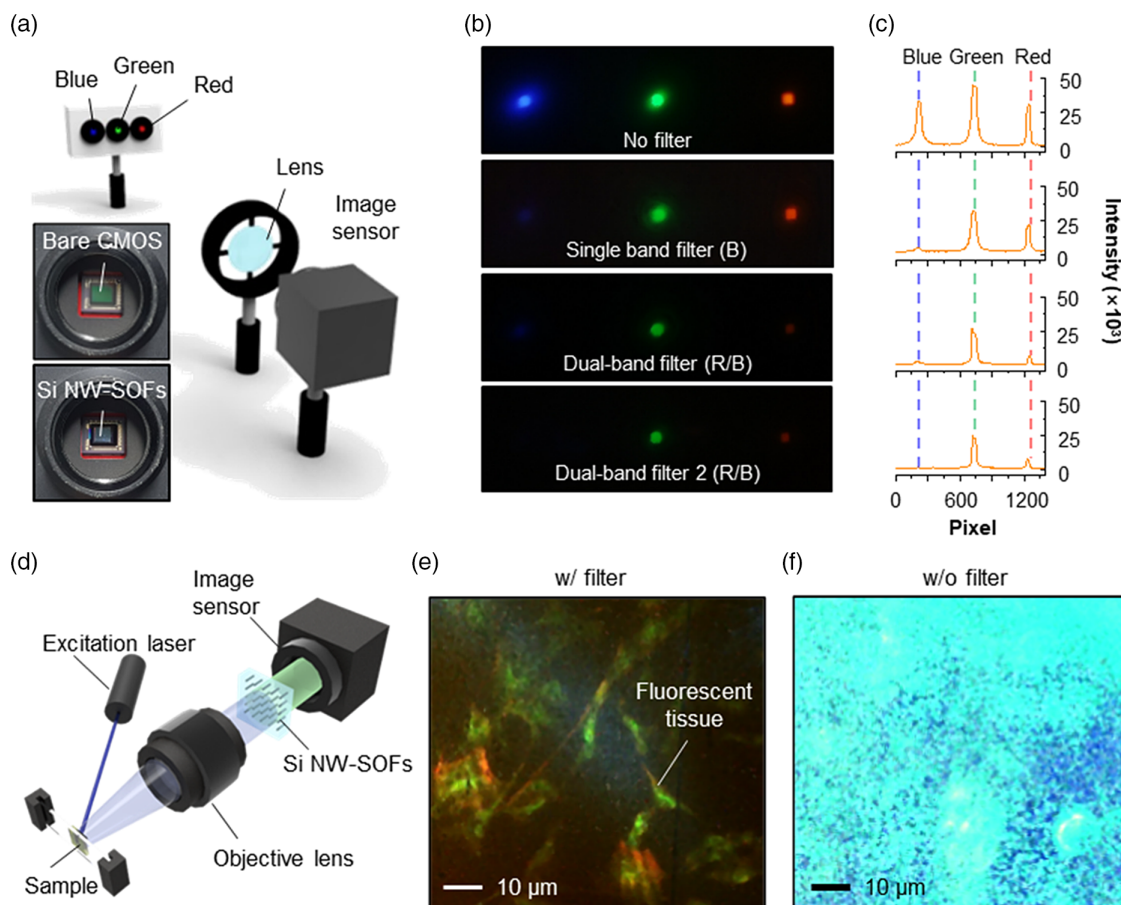 (a)
Blue
Green
Red
Lens
Image
sensor
Bare CMOS
Si NW-SOFs
(b)
No filter
Single band filter (B)
Dual-band filter (R/B)
Dual-band filter 2 (R/B)
(c)
Blue Green Red
50
25
0
50
25
0
50
25
0
50
25
0
Intensity (×10³)
0 600 1200
Pixel
(d)
Excitation laser
Image
sensor
Si NW-SOFs
Objective lens
Sample
(e)
w/ filter
Fluorescent
tissue
10 µm
(f)
w/o filter
10 µm